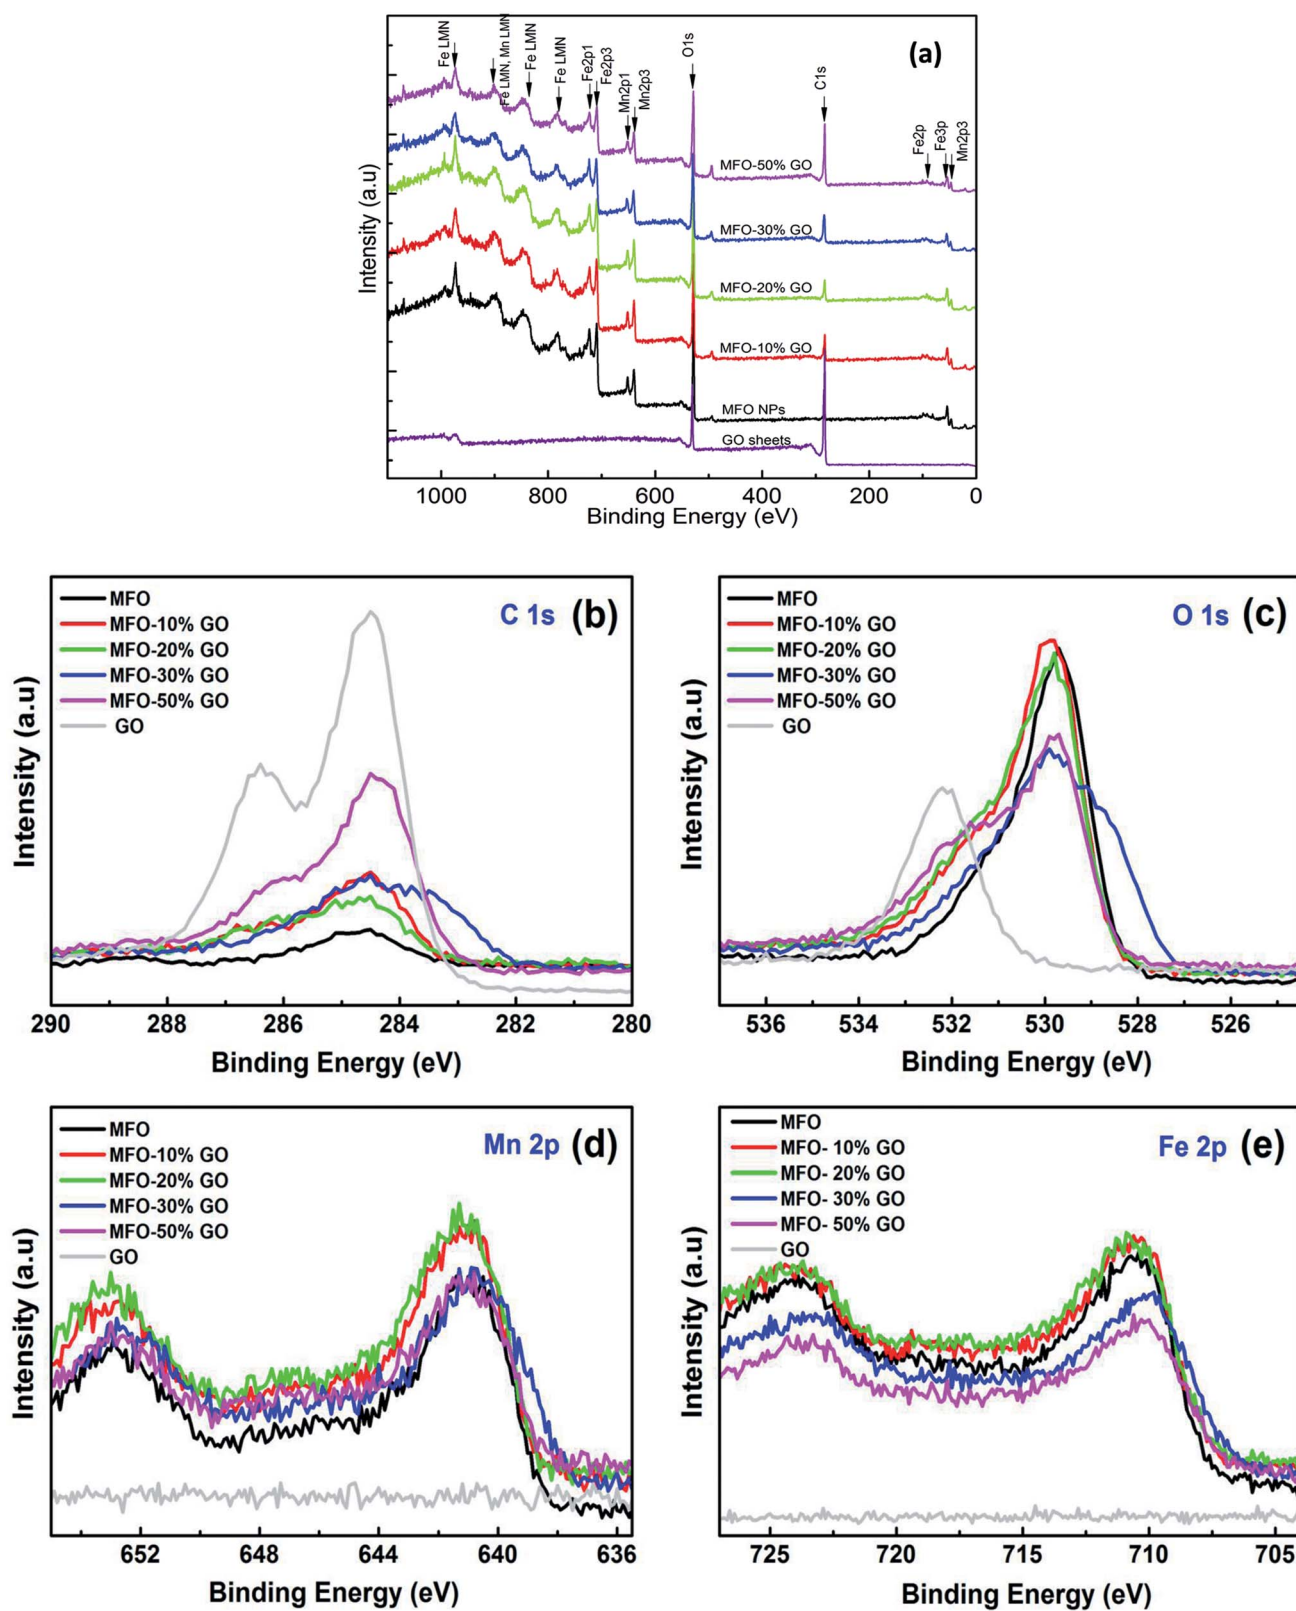 (a)
Fe LMN
Fe LMN, Mn LMN
Fe LMN
Fe LMN
Fe2p1
Fe2p3
Mn2p1
Mn2p3
O1s
C1s
Fe2p
Fe3p
Mn2p3
MFO-50% GO
MFO-30% GO
MFO-20% GO
MFO-10% GO
MFO NPs
GO sheets
Intensity (a.u)
1000 800 600 400 200 0
Binding Energy (eV)
MFO
MFO-10% GO
MFO-20% GO
MFO-30% GO
MFO-50% GO
GO
C 1s (b)
Intensity (a.u)
290 288 286 284 282 280
Binding Energy (eV)
MFO
MFO-10% GO
MFO-20% GO
MFO-30% GO
MFO-50% GO
GO
O 1s (c)
Intensity (a.u)
536 534 532 530 528 526
Binding Energy (eV)
MFO
MFO-10% GO
MFO-20% GO
MFO-30% GO
MFO-50% GO
GO
Mn 2p (d)
Intensity (a.u)
652 648 644 640 636
Binding Energy (eV)
MFO
MFO- 10% GO
MFO- 20% GO
MFO- 30% GO
MFO- 50% GO
GO
Fe 2p (e)
Intensity (a.u)
725 720 715 710 705
Binding Energy (eV)